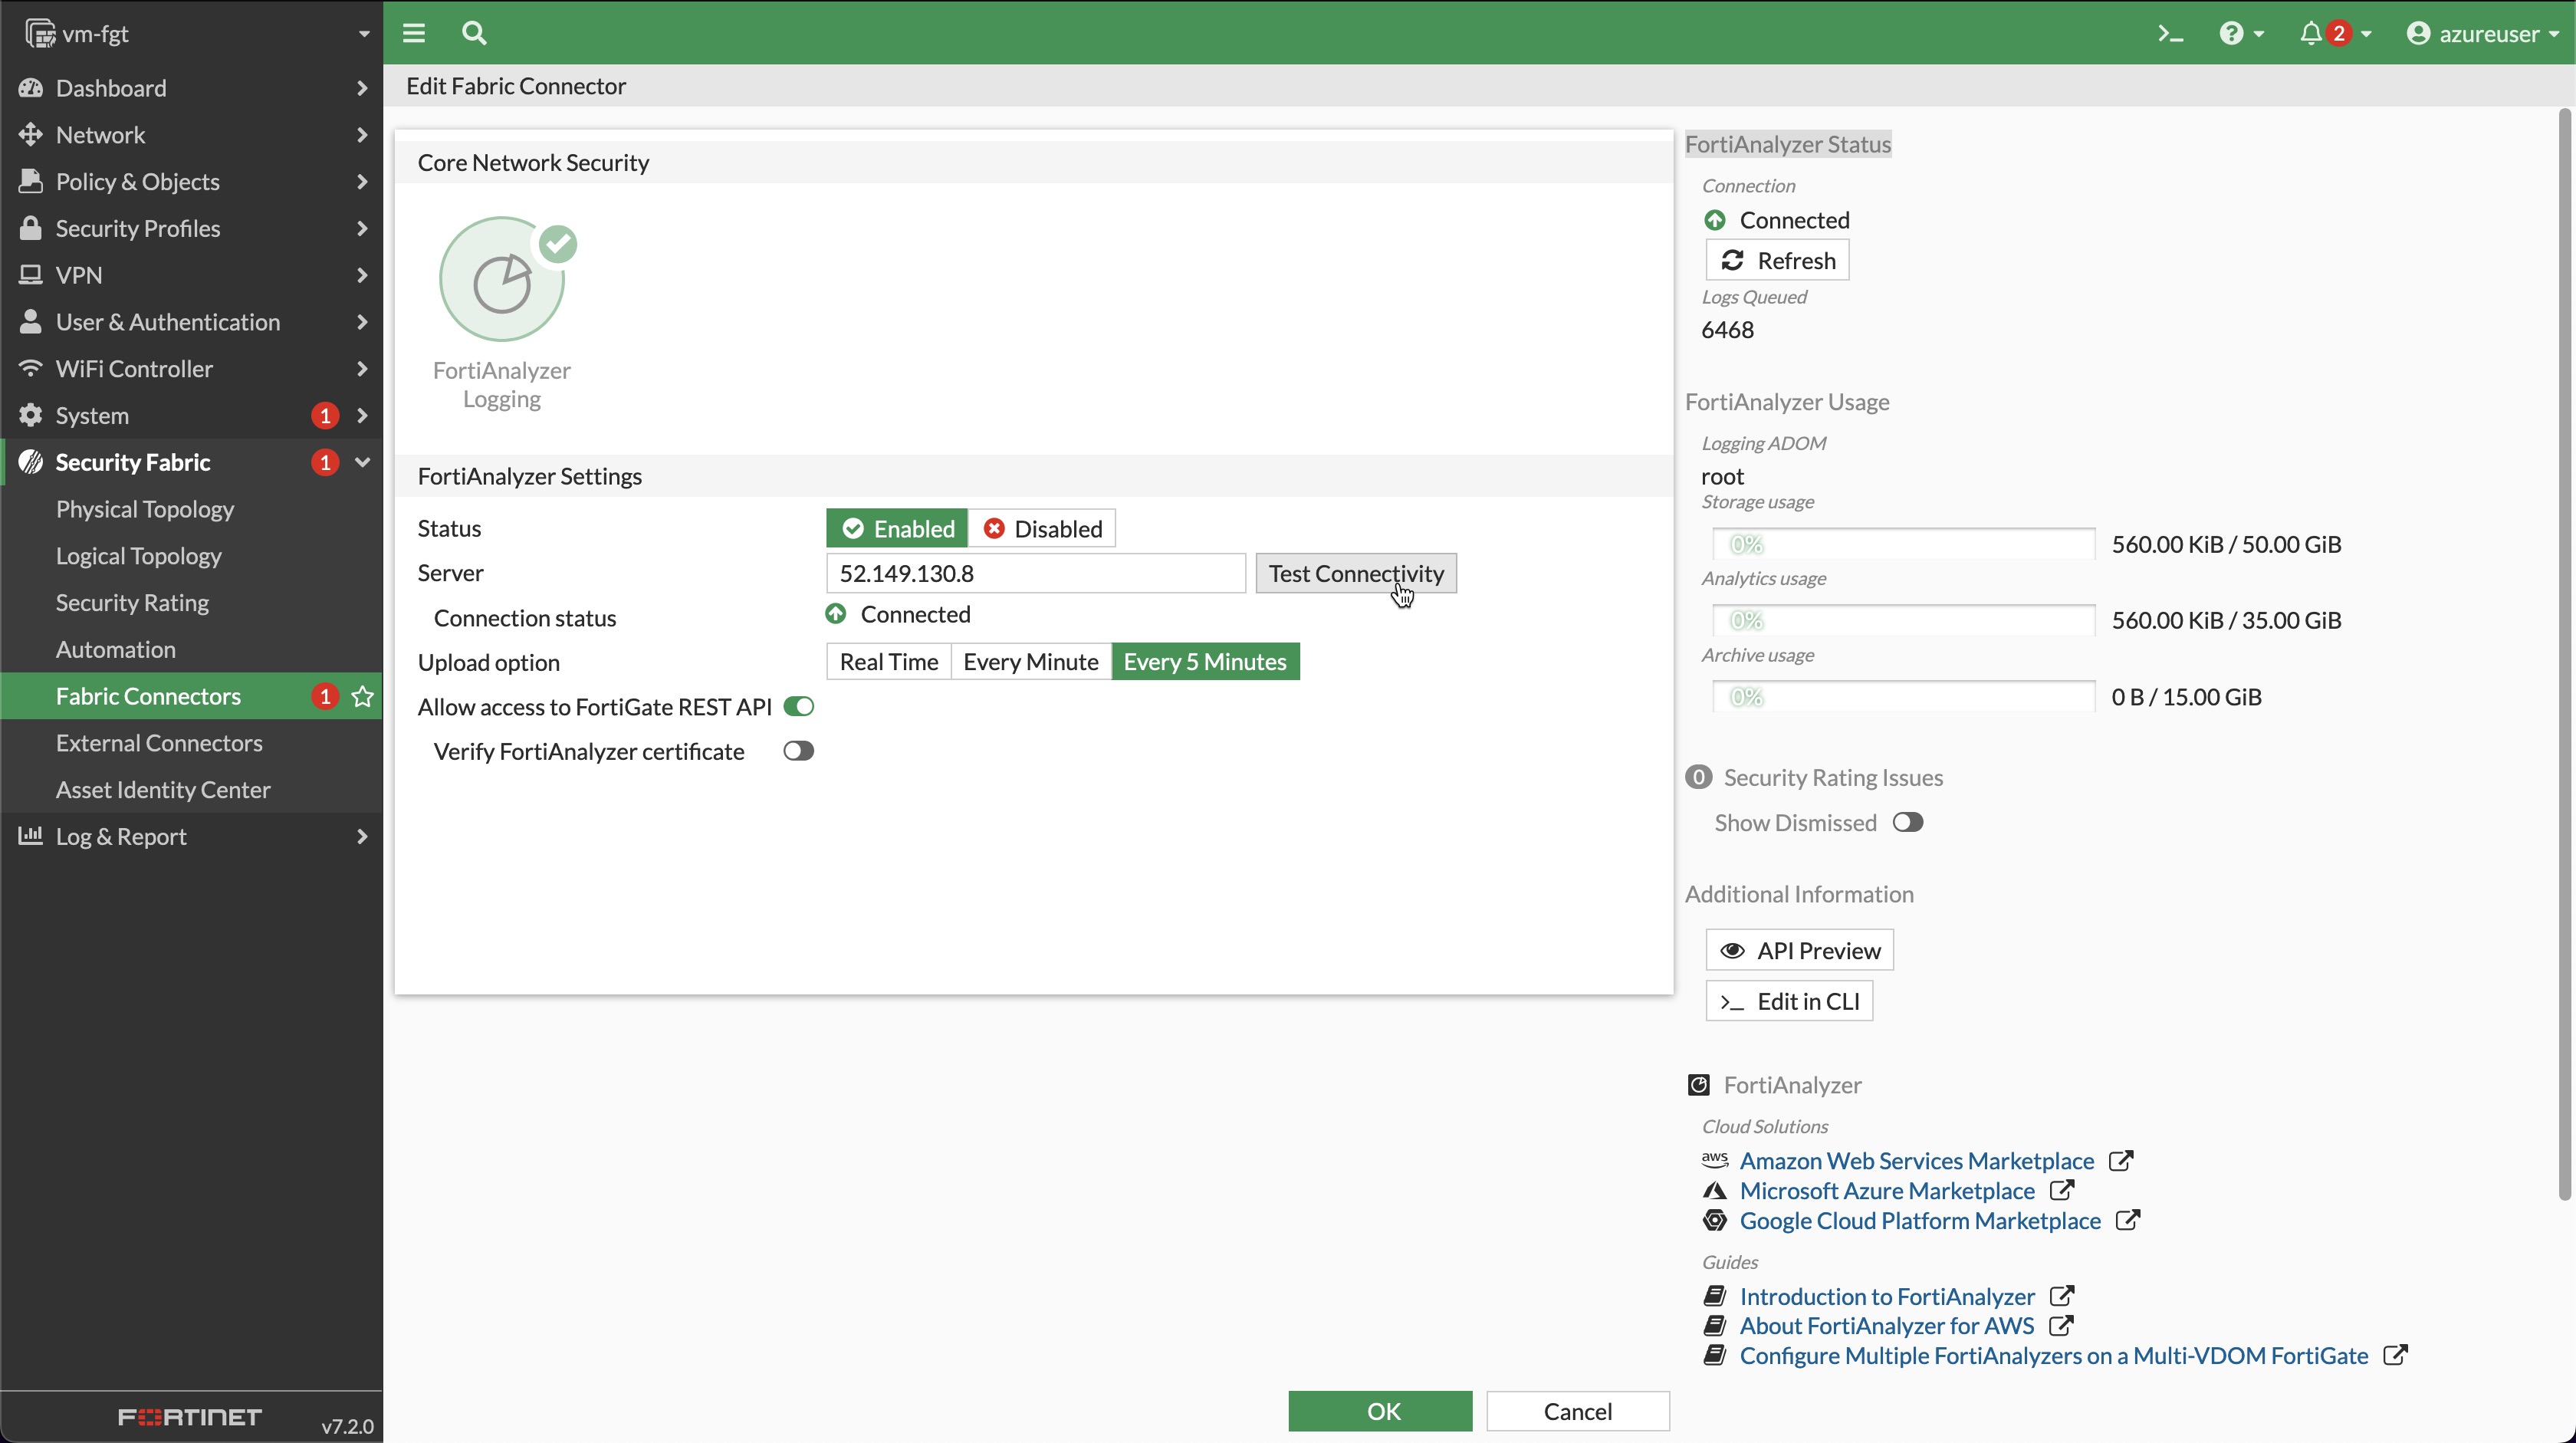 vm-fgt
2
azureuser
Dashboard
Network
Policy & Objects
Security Profiles
VPN
User & Authentication
WiFi Controller
System 1
Security Fabric 1
Physical Topology
Logical Topology
Security Rating
Automation
Fabric Connectors 1
External Connectors
Asset Identity Center
Log & Report
FORTINET
v7.2.0
Edit Fabric Connector
Core Network Security
FortiAnalyzer
Logging
FortiAnalyzer Settings
Status Enabled Disabled
Server 52.149.130.8 Test Connectivity
Connection status Connected
Upload option Real Time Every Minute Every 5 Minutes
Allow access to FortiGate REST API
Verify FortiAnalyzer certificate
OK Cancel
FortiAnalyzer Status
Connection
Connected
Refresh
Logs Queued
6468
FortiAnalyzer Usage
Logging ADOM
root
Storage usage
0% 560.00 KiB / 50.00 GiB
Analytics usage
0% 560.00 KiB / 35.00 GiB
Archive usage
0% 0 B / 15.00 GiB
0 Security Rating Issues
Show Dismissed
Additional Information
API Preview
>_ Edit in CLI
FortiAnalyzer
Cloud Solutions
aws Amazon Web Services Marketplace
Microsoft Azure Marketplace
Google Cloud Platform Marketplace
Guides
Introduction to FortiAnalyzer
About FortiAnalyzer for AWS
Configure Multiple FortiAnalyzers on a Multi-VDOM FortiGate